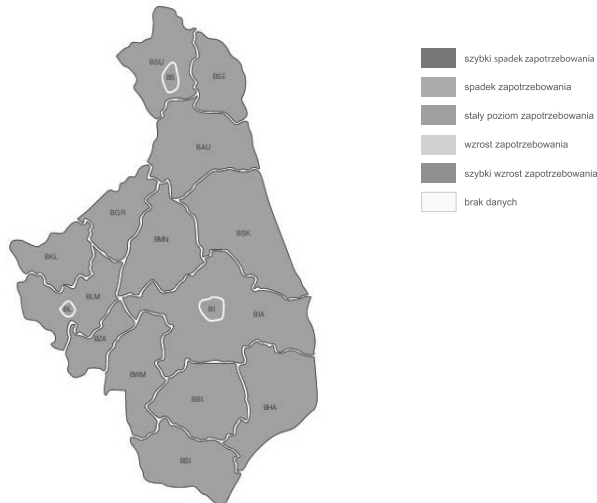 BSU
BS
BSE
BAU
BGR
BMN
BSK
BKL
BLM
BL
BI
BIA
BZA
BWM
BBI
BHA
BSI
szybki spadek zapotrzebowania
spadek zapotrzebowania
stały poziom zapotrzebowania
wzrost zapotrzebowania
szybki wzrost zapotrzebowania
brak danych